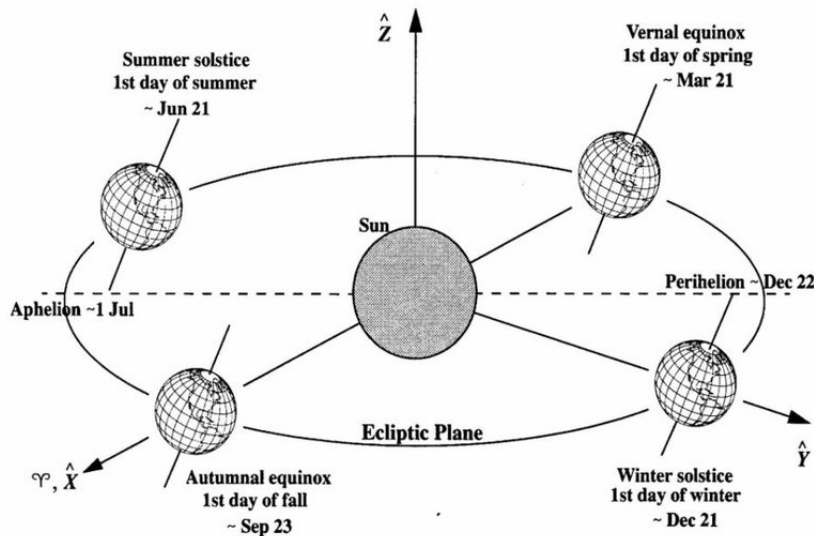 Ẑ
Summer solstice
1st day of summer
~ Jun 21
Vernal equinox
1st day of spring
~ Mar 21
Sun
Aphelion ~1 Jul
Perihelion ~ Dec 22
Ecliptic Plane
♈, X̂
Ŷ
Autumnal equinox
1st day of fall
~ Sep 23
Winter solstice
1st day of winter
~ Dec 21